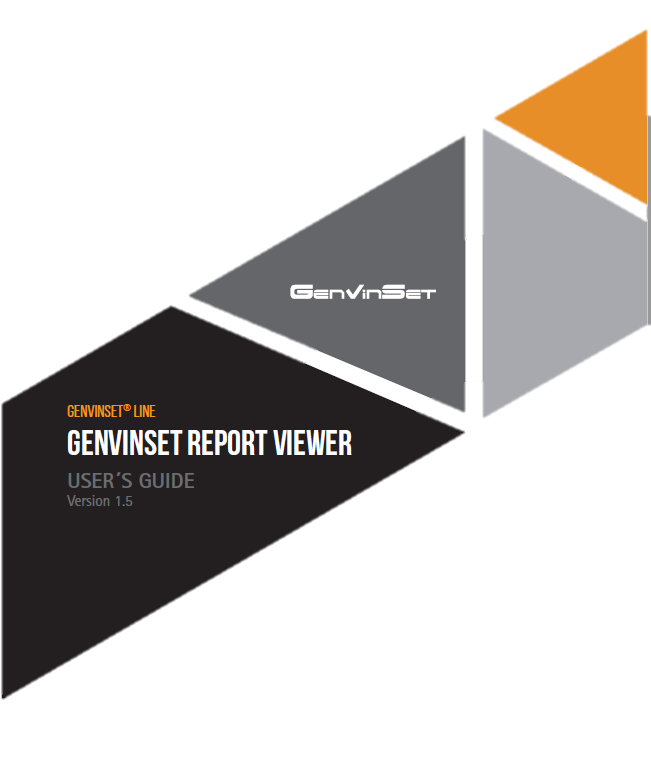 GenVinSet
GENVINSET® LINE
GENVINSET REPORT VIEWER
USER´S GUIDE
Version 1.5